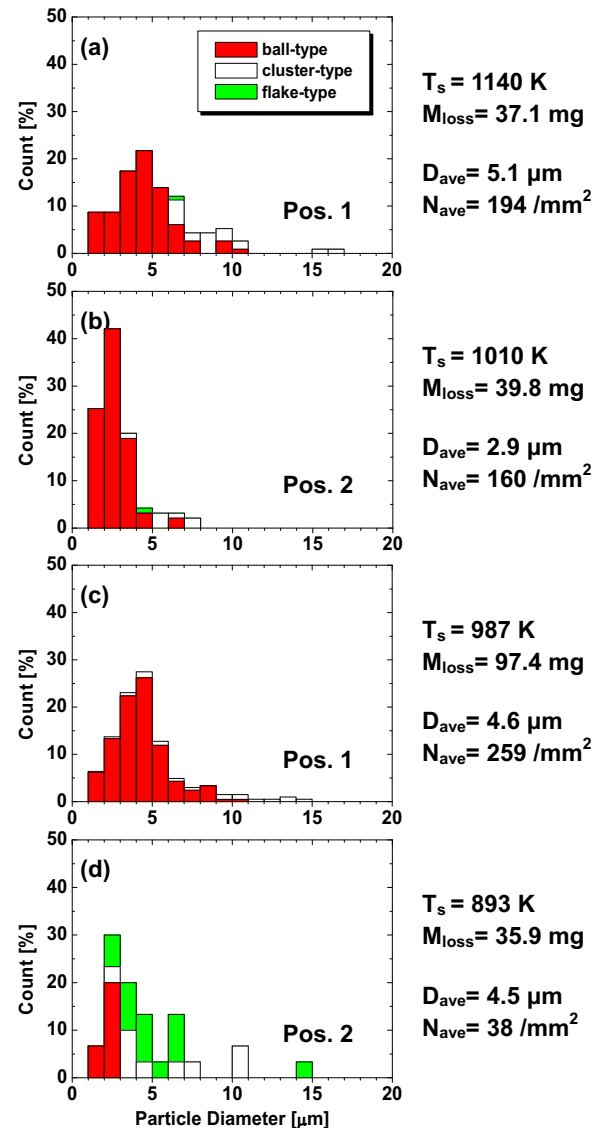 50
(a)
ball-type
cluster-type
flake-type
40
30
20
10
0
Count [%]
Pos. 1
0 5 10 15 20
Ts = 1140 K
Mloss= 37.1 mg
Dave= 5.1 μm
Nave= 194 /mm²
50
(b)
40
30
20
10
0
Count [%]
Pos. 2
0 5 10 15 20
Ts = 1010 K
Mloss= 39.8 mg
Dave= 2.9 μm
Nave= 160 /mm²
50
(c)
40
30
20
10
0
Count [%]
Pos. 1
0 5 10 15 20
Ts = 987 K
Mloss= 97.4 mg
Dave= 4.6 μm
Nave= 259 /mm²
50
(d)
40
30
20
10
0
Count [%]
Pos. 2
0 5 10 15 20
Particle Diameter [μm]
Ts = 893 K
Mloss= 35.9 mg
Dave= 4.5 μm
Nave= 38 /mm²